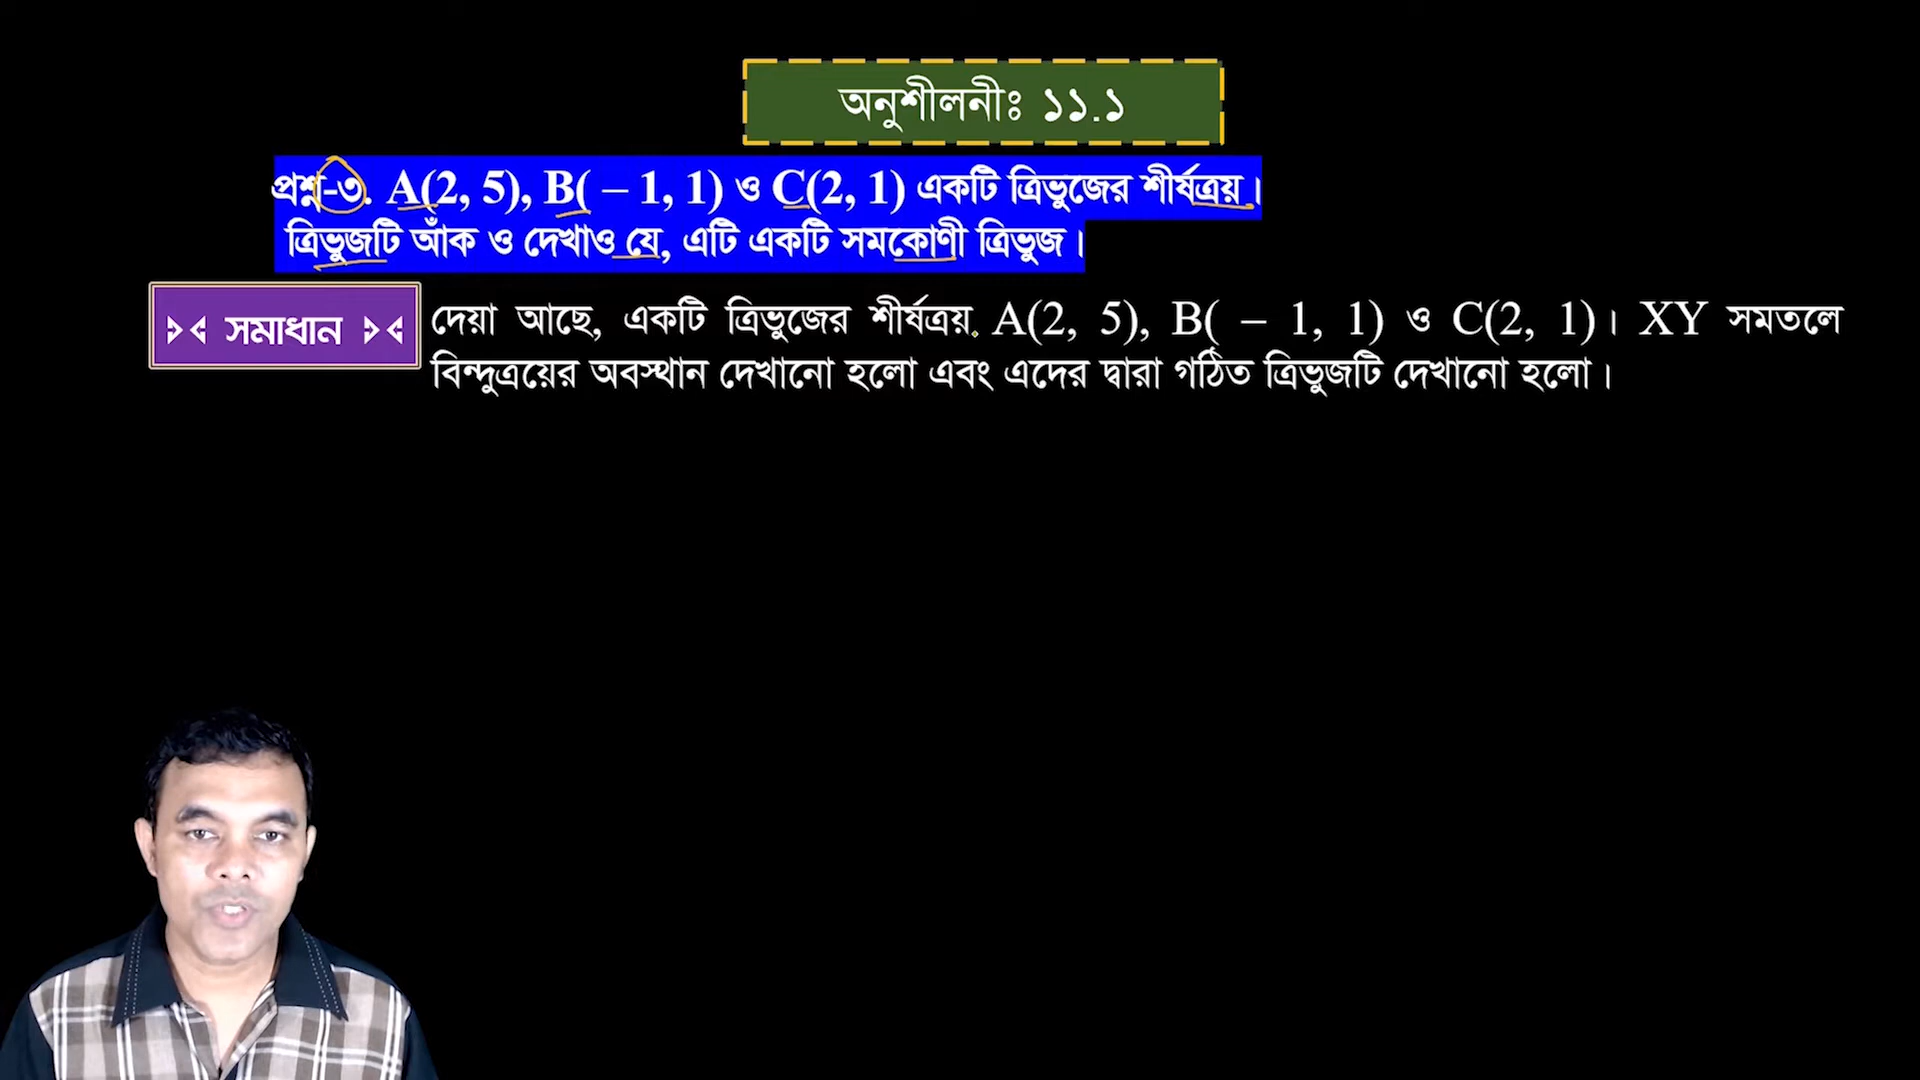 অনুশীলনীঃ ১১.১
প্রশ্ন-৩. A(2, 5), B( – 1, 1) ও C(2, 1) একটি ত্রিভুজের শীর্ষত্রয়।
ত্রিভুজটি আঁক ও দেখাও যে, এটি একটি সমকোণী ত্রিভুজ।
সমাধান
দেয়া আছে, একটি ত্রিভুজের শীর্ষত্রয় A(2, 5), B( – 1, 1) ও C(2, 1)। XY সমতলে
বিন্দুত্রয়ের অবস্থান দেখানো হলো এবং এদের দ্বারা গঠিত ত্রিভুজটি দেখানো হলো।